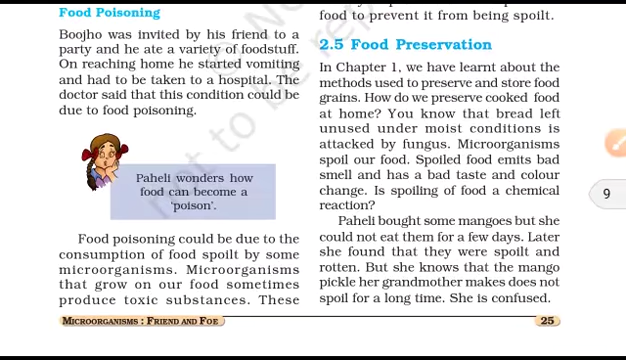 Food Poisoning
Boojho was invited by his friend to a
party and he ate a variety of foodstuff.
On reaching home he started vomiting
and had to be taken to a hospital. The
doctor said that this condition could be
due to food poisoning.
Paheli wonders how
food can become a
'poison'.
Food poisoning could be due to the
consumption of food spoilt by some
microorganisms. Microorganisms
that grow on our food sometimes
produce toxic substances. These
food to prevent it from being spoilt.
2.5 Food Preservation
In Chapter 1, we have learnt about the
methods used to preserve and store food
grains. How do we preserve cooked food
at home? You know that bread left
unused under moist conditions is
attacked by fungus. Microorganisms
spoil our food. Spoiled food emits bad
smell and has a bad taste and colour
change. Is spoiling of food a chemical
reaction?
Paheli bought some mangoes but she
could not eat them for a few days. Later
she found that they were spoilt and
rotten. But she knows that the mango
pickle her grandmother makes does not
spoil for a long time. She is confused.
Microorganisms : Friend and Foe
25
9
not to be rep